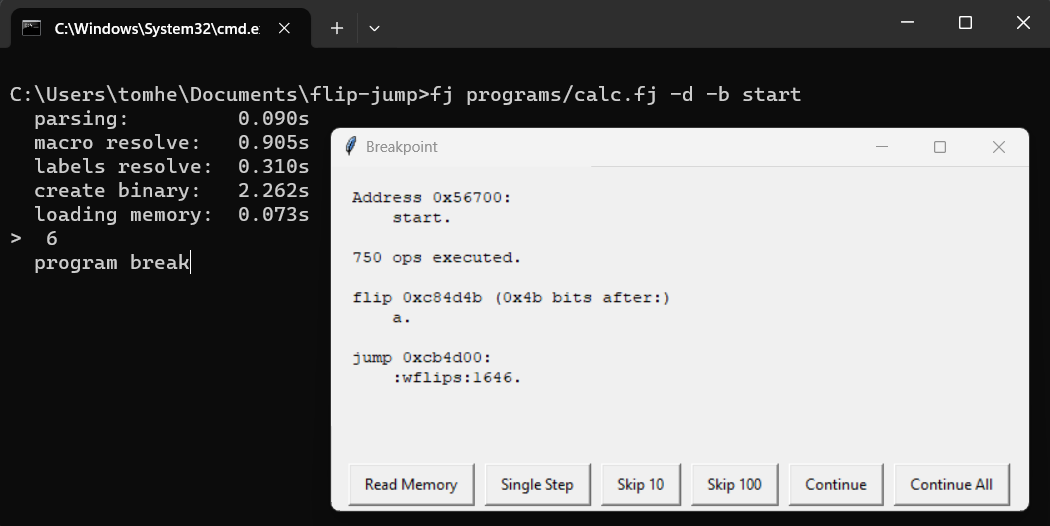 C:\Windows\System32\cmd.e
C:\Users\tomhe\Documents\flip-jump>fj programs/calc.fj -d -b start
parsing: 0.090s
macro resolve: 0.905s
labels resolve: 0.310s
create binary: 2.262s
loading memory: 0.073s
> 6
program break
Breakpoint
Address 0x56700:
start.
750 ops executed.
flip 0xc84d4b (0x4b bits after:)
a.
jump 0xcb4d00:
:wflips:1646.
Read Memory Single Step Skip 10 Skip 100 Continue Continue All